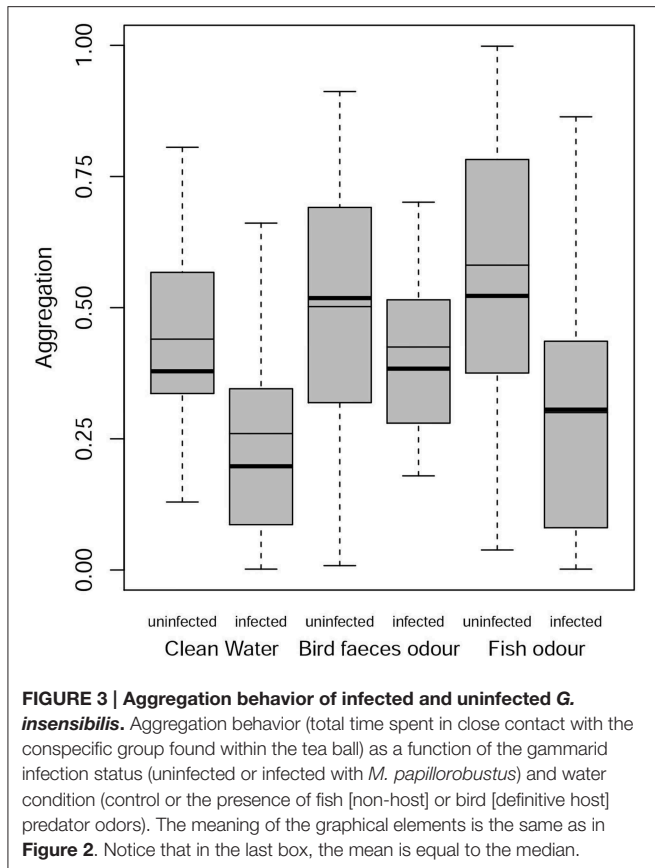 1.00
0.75
0.50
0.25
0.00
Aggregation
uninfected infected uninfected infected uninfected infected
Clean Water Bird faeces odour Fish odour
FIGURE 3 | Aggregation behavior of infected and uninfected G.
insensibilis. Aggregation behavior (total time spent in close contact with the
conspecific group found within the tea ball) as a function of the gammarid
infection status (uninfected or infected with M. papillorobustus) and water
condition (control or the presence of fish [non-host] or bird [definitive host]
predator odors). The meaning of the graphical elements is the same as in
Figure 2. Notice that in the last box, the mean is equal to the median.